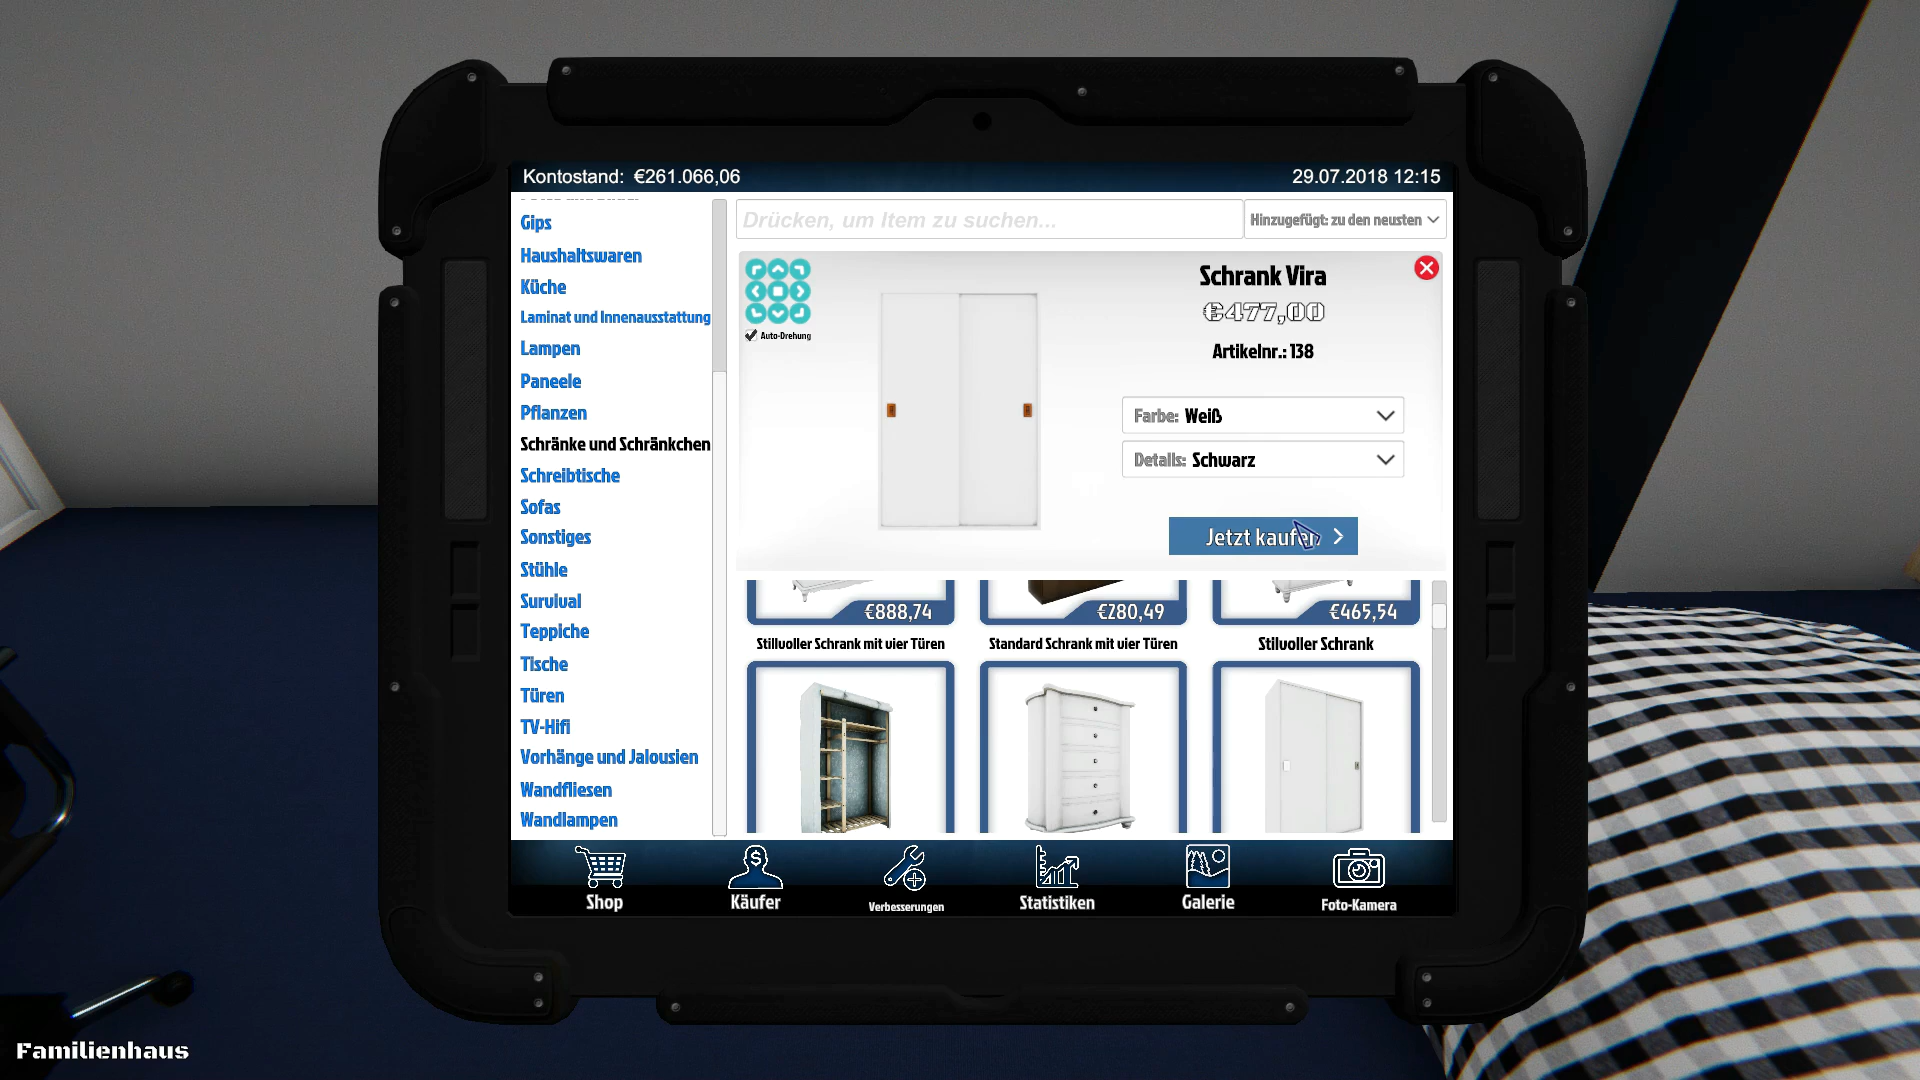 Kontostand: €261.066,06
29.07.2018 12:15
Gips
Haushaltswaren
Küche
Laminat und Innenausstattung
Lampen
Paneele
Pflanzen
Schränke und Schränkchen
Schreibtische
Sofas
Sonstiges
Stühle
Survival
Teppiche
Tische
Türen
TV-Hifi
Vorhänge und Jalousien
Wandfliesen
Wandlampen
Drücken, um Item zu suchen...
Hinzugefügt: zu den neusten
Auto-Drehung
Schrank Vira
€477,00
Artikelnr.: 138
Farbe: Weiß
Details: Schwarz
Jetzt kaufen
€888,74
€280,49
€465,54
Stillvoller Schrank mit vier Türen
Standard Schrank mit vier Türen
Stilvoller Schrank
Shop
Käufer
Verbesserungen
Statistiken
Galerie
Foto-Kamera
Familienhaus